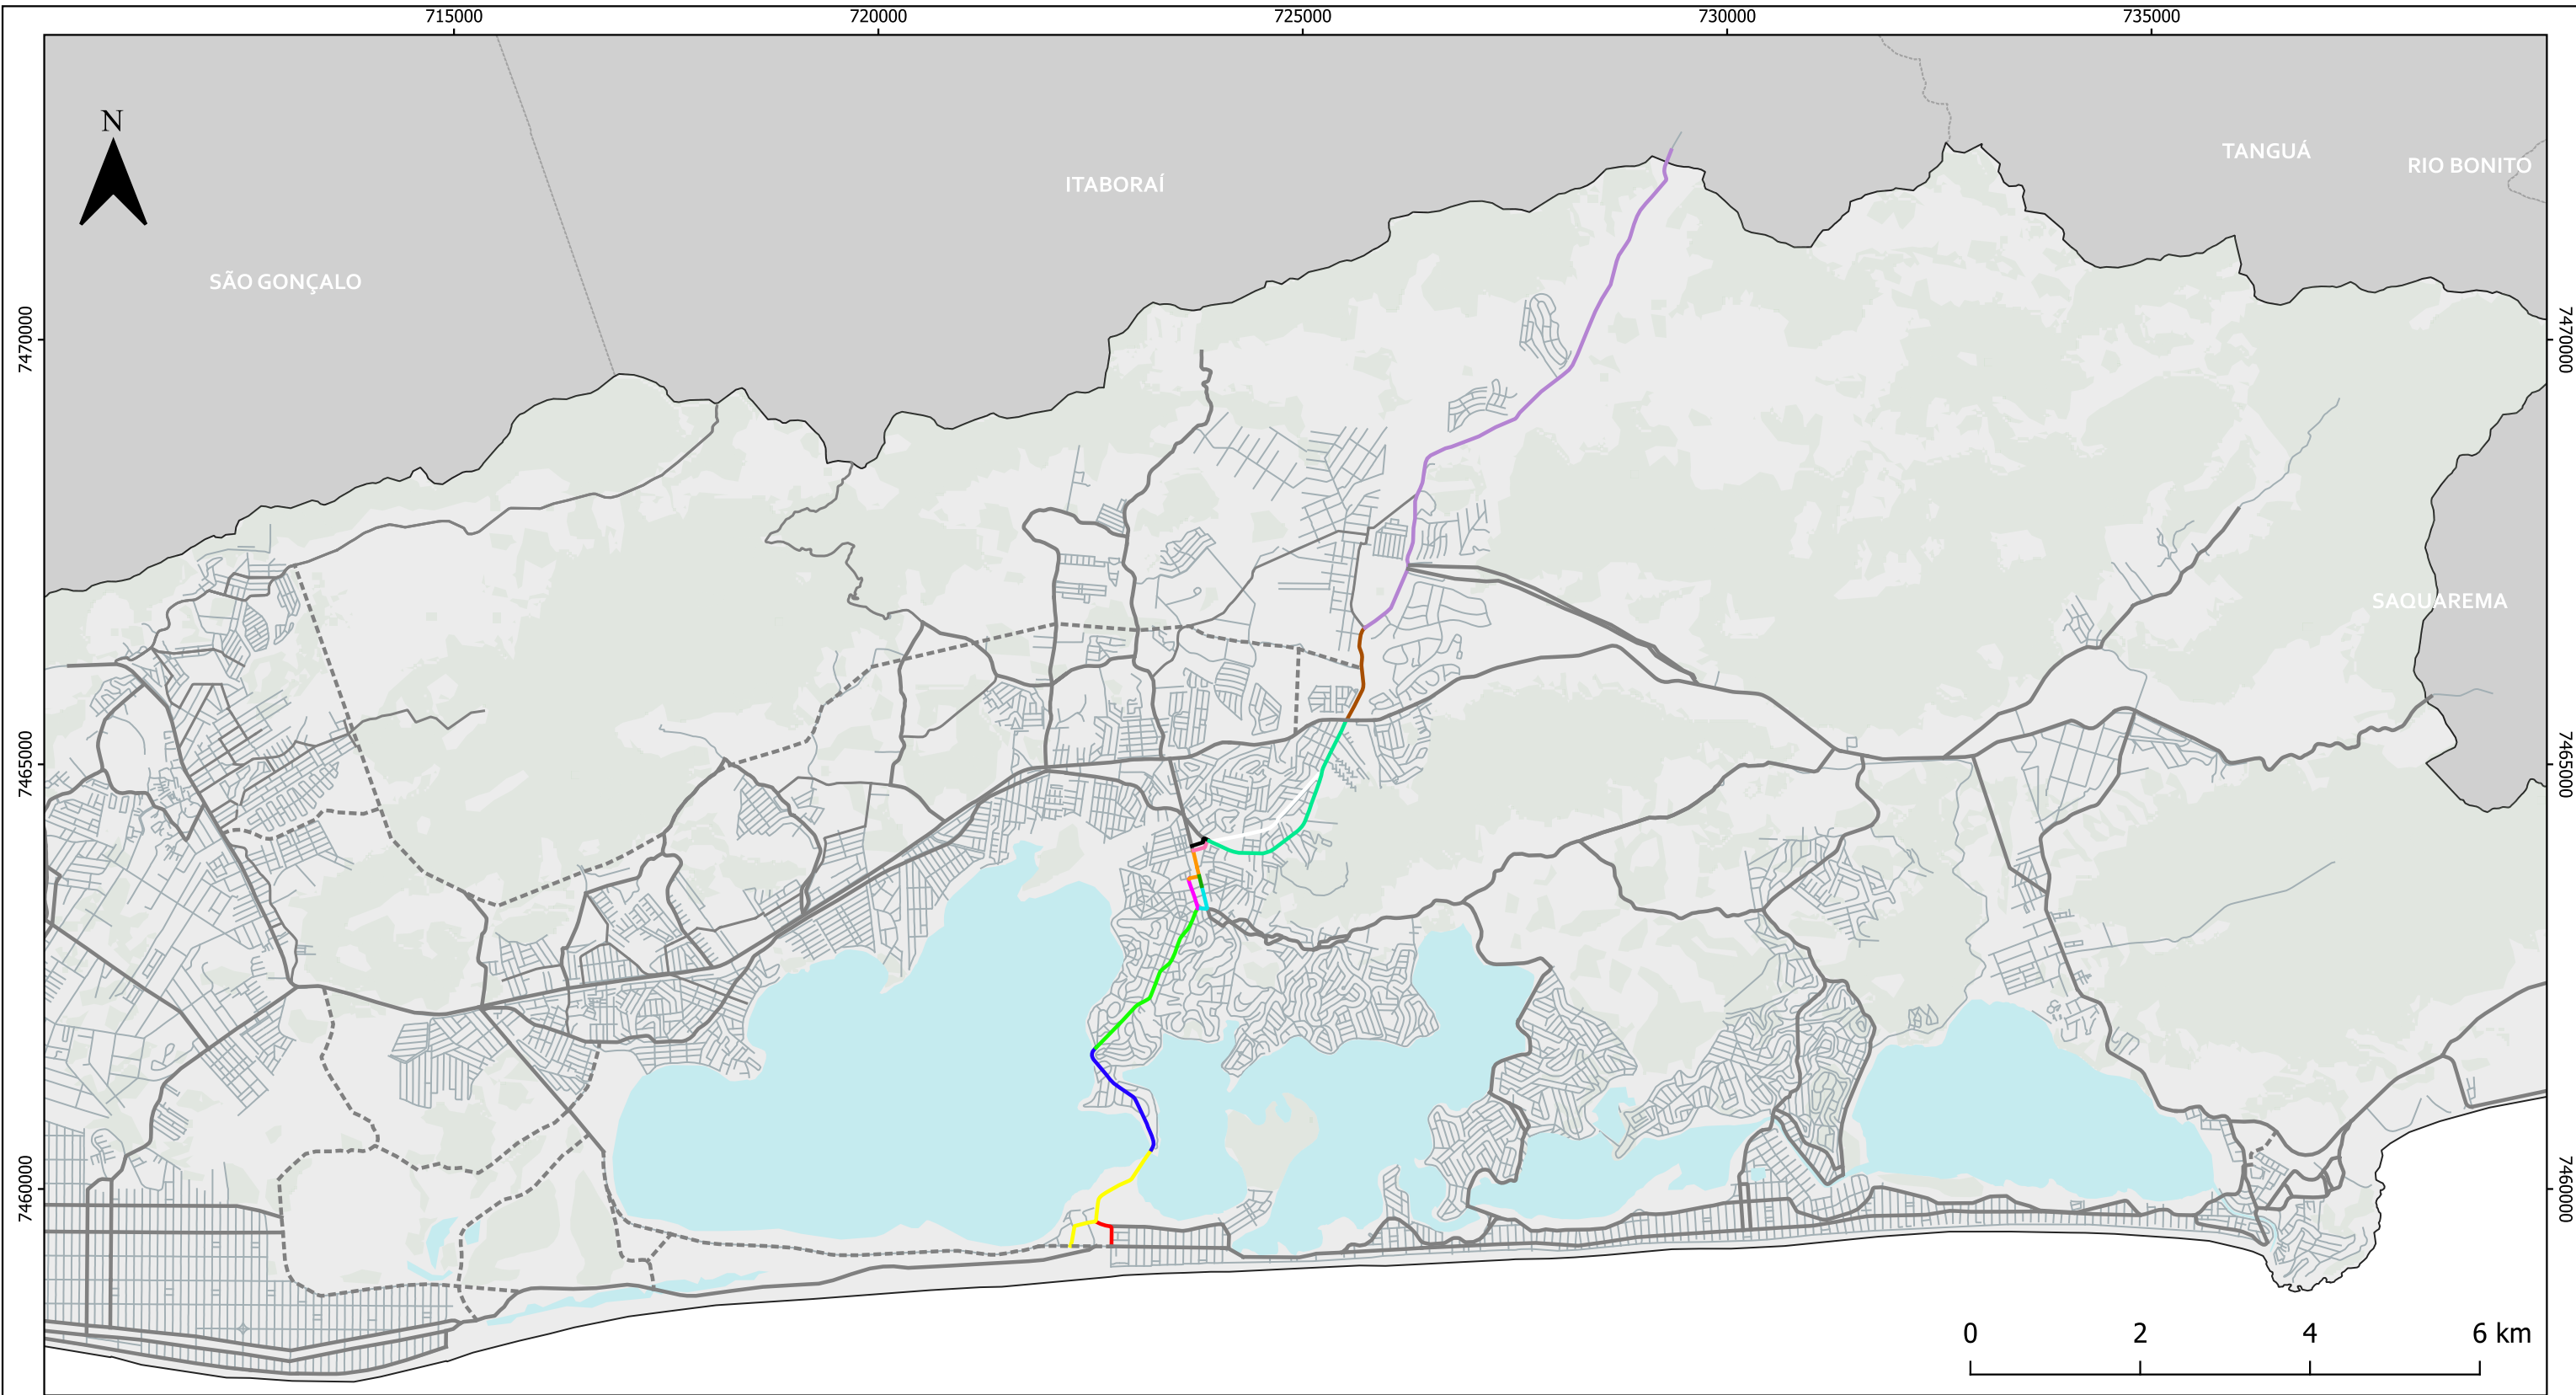 715000 720000 725000 730000 735000
N
ITABORAÍ
TANGUÁ
RIO BONITO
SÃO GONÇALO
7470000 7470000
SAQUAREMA
7465000 7465000
7460000 7460000
0 2 4 6 km